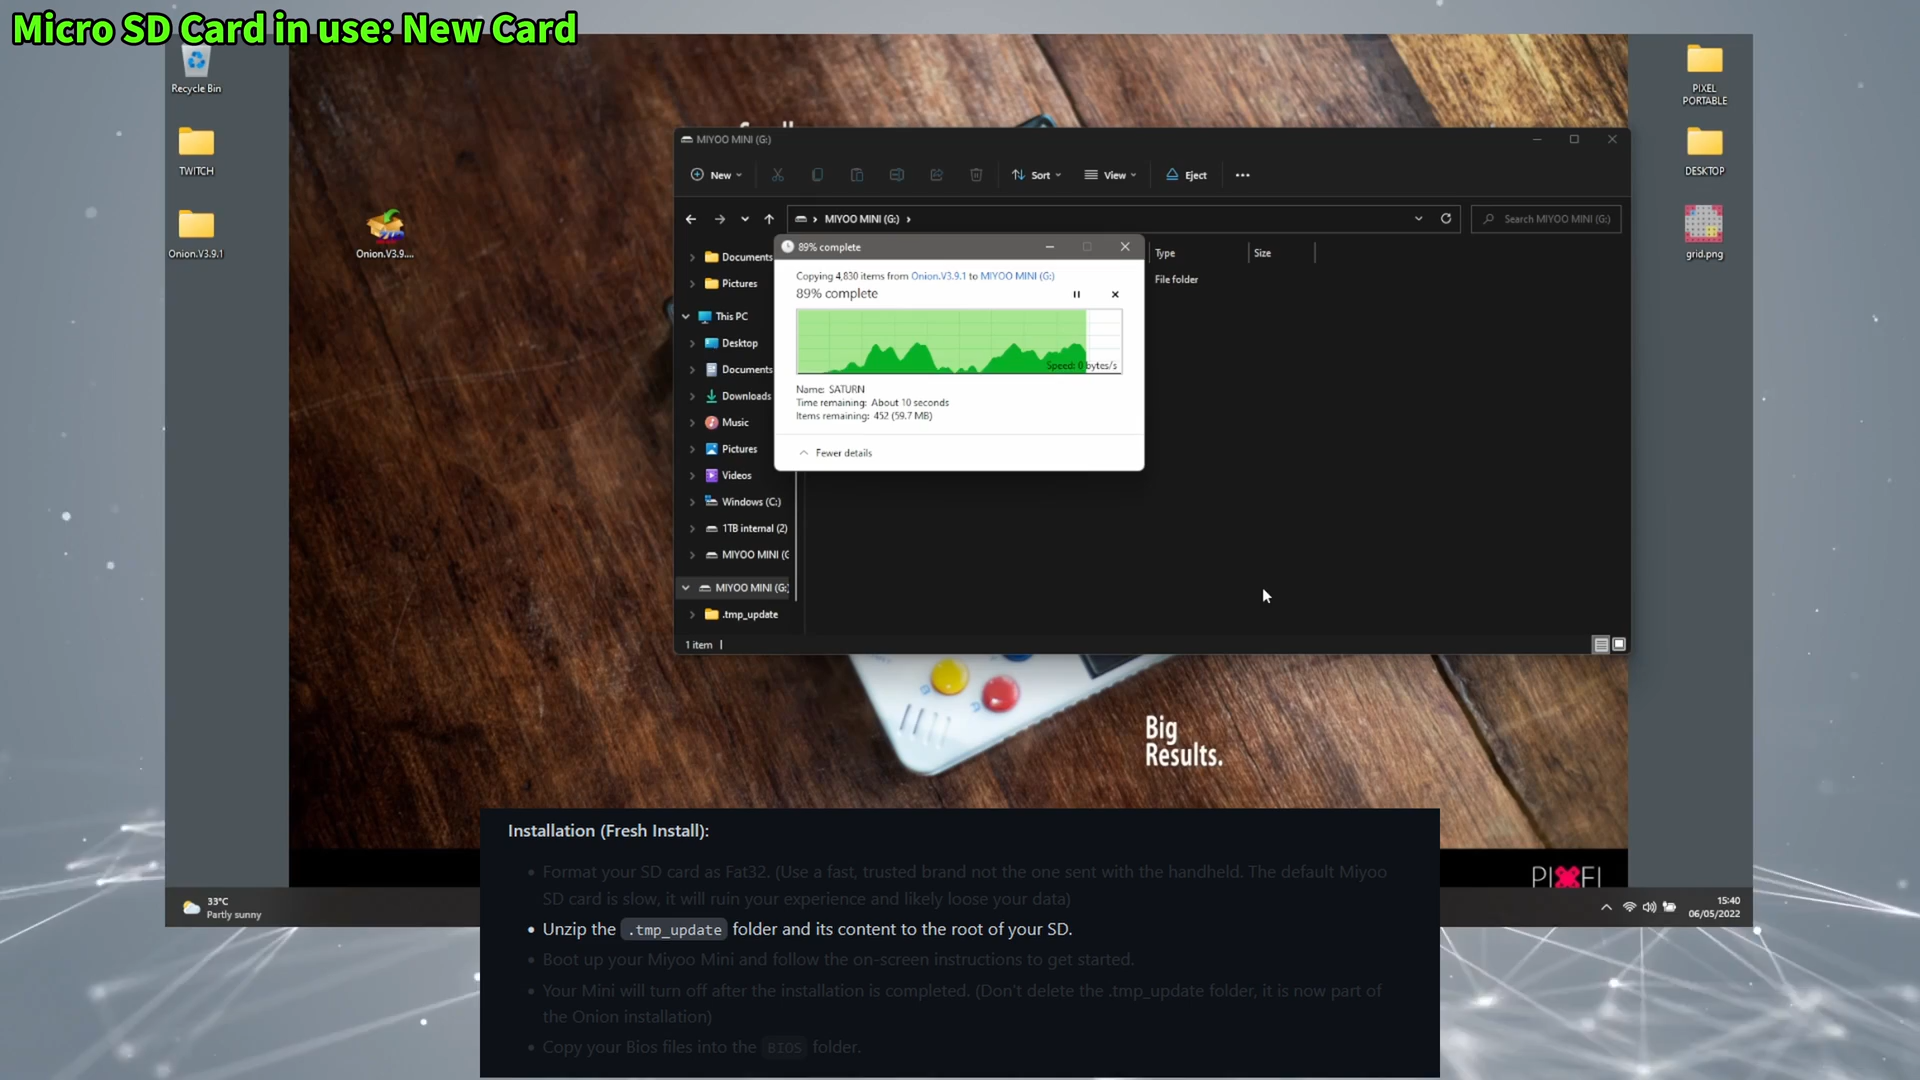 Micro SD Card in use: New Card
Recycle Bin
TWITCH
Onion.V3.9.1
Onion.V3.9....
PIXEL
PORTABLE
DESKTOP
grid.png
MIYOO MINI (G:)
New
Sort
View
Eject
MIYOO MINI (G:)
Search MIYOO MINI (G:)
Type
Size
File folder
Documents
Pictures
This PC
Desktop
Documents
Downloads
Music
Pictures
Videos
Windows (C:)
1TB internal (2)
MIYOO MINI (G
MIYOO MINI (G:)
.tmp_update
1 item
89% complete
Copying 4,830 items from Onion.V3.9.1 to MIYOO MINI (G:)
89% complete
Speed: 0 bytes/s
Name: SATURN
Time remaining: About 10 seconds
Items remaining: 452 (59.7 MB)
Fewer details
Big
Results.
PIXEL
33°C
Partly sunny
15:40
06/05/2022
Installation (Fresh Install):
• Format your SD card as Fat32. (Use a fast, trusted brand not the one sent with the handheld. The default Miyoo
SD card is slow, it will ruin your experience and likely loose your data)
• Unzip the .tmp_update folder and its content to the root of your SD.
• Boot up your Miyoo Mini and follow the on-screen instructions to get started.
• Your Mini will turn off after the installation is completed. (Don't delete the .tmp_update folder, it is now part of
the Onion installation)
• Copy your Bios files into the BIOS folder.